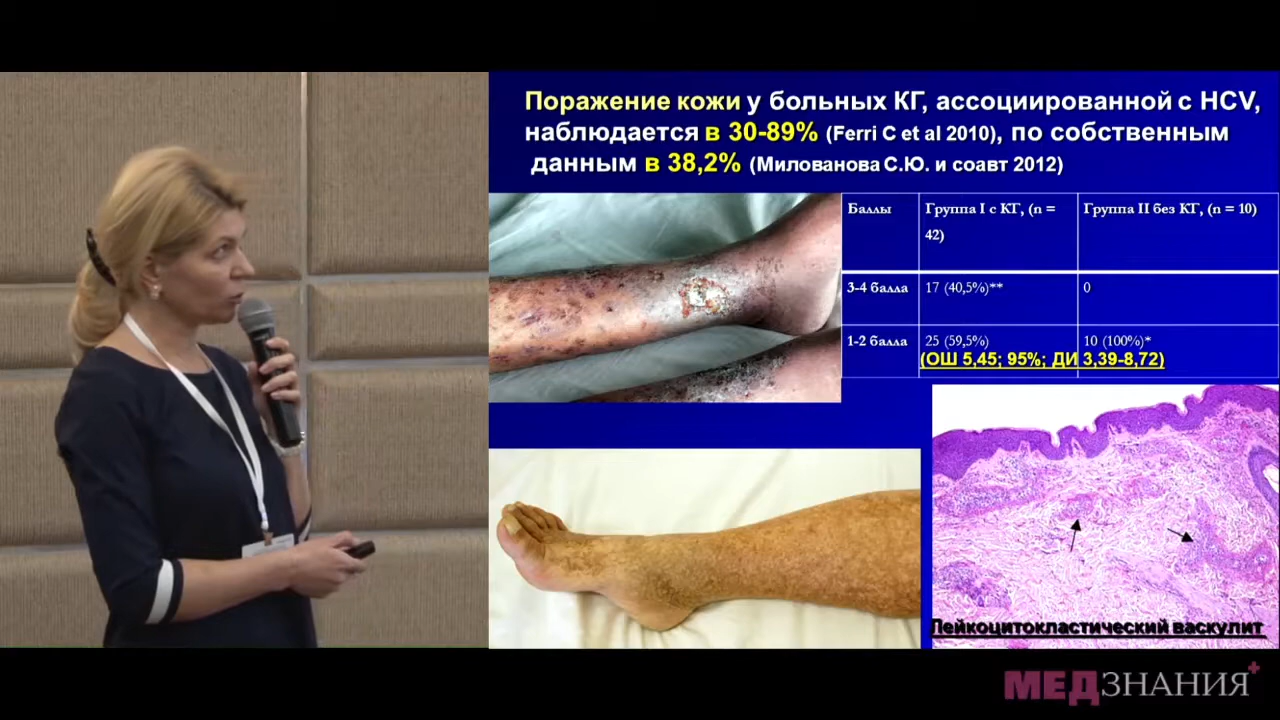 Поражение кожи у больных КГ, ассоциированной с HCV,
наблюдается в 30-89% (Ferri C et al 2010), по собственным
данным в 38,2% (Милованова С.Ю. и соавт 2012)
Баллы
Группа I с КГ, (n =
42)
Группа II без КГ, (n = 10)
3-4 балла
17 (40,5%)**
0
1-2 балла
25 (59,5%)
10 (100%)*
(ОШ 5,45; 95%; ДИ 3,39-8,72)
Лейкоцитокластический васкулит
МЕДЗНАНИЯ+